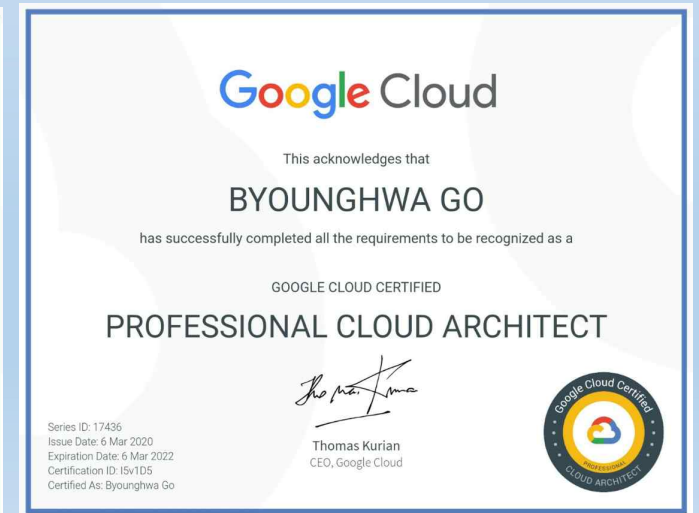 Google Cloud
This acknowledges that
BYOUNGHWA GO
has successfully completed all the requirements to be recognized as a
GOOGLE CLOUD CERTIFIED
PROFESSIONAL CLOUD ARCHITECT
Thomas Kurian
CEO, Google Cloud
Series ID: 17436
Issue Date: 6 Mar 2020
Expiration Date: 6 Mar 2022
Certification ID: I5v1D5
Certified As: Byounghwa Go
Google Cloud Certified
PROFESSIONAL
CLOUD ARCHITECT